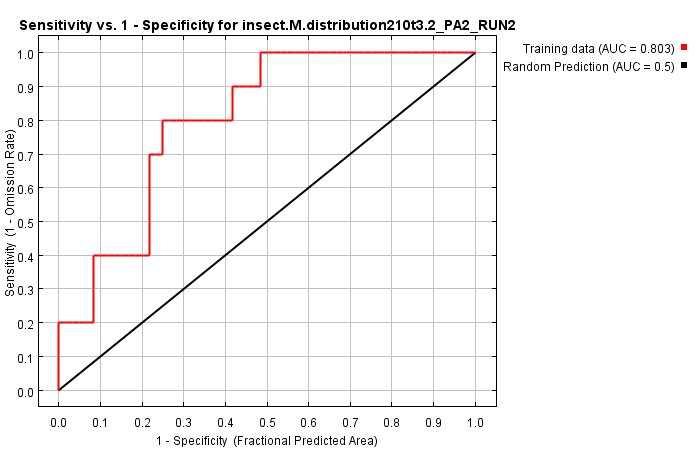 Sensitivity vs. 1 - Specificity for insect.M.distribution210t3.2_PA2_RUN2
Training data (AUC = 0.803)
Random Prediction (AUC = 0.5)
Sensitivity (1 - Omission Rate)
1.0
0.9
0.8
0.7
0.6
0.5
0.4
0.3
0.2
0.1
0.0
0.0 0.1 0.2 0.3 0.4 0.5 0.6 0.7 0.8 0.9 1.0
1 - Specificity (Fractional Predicted Area)